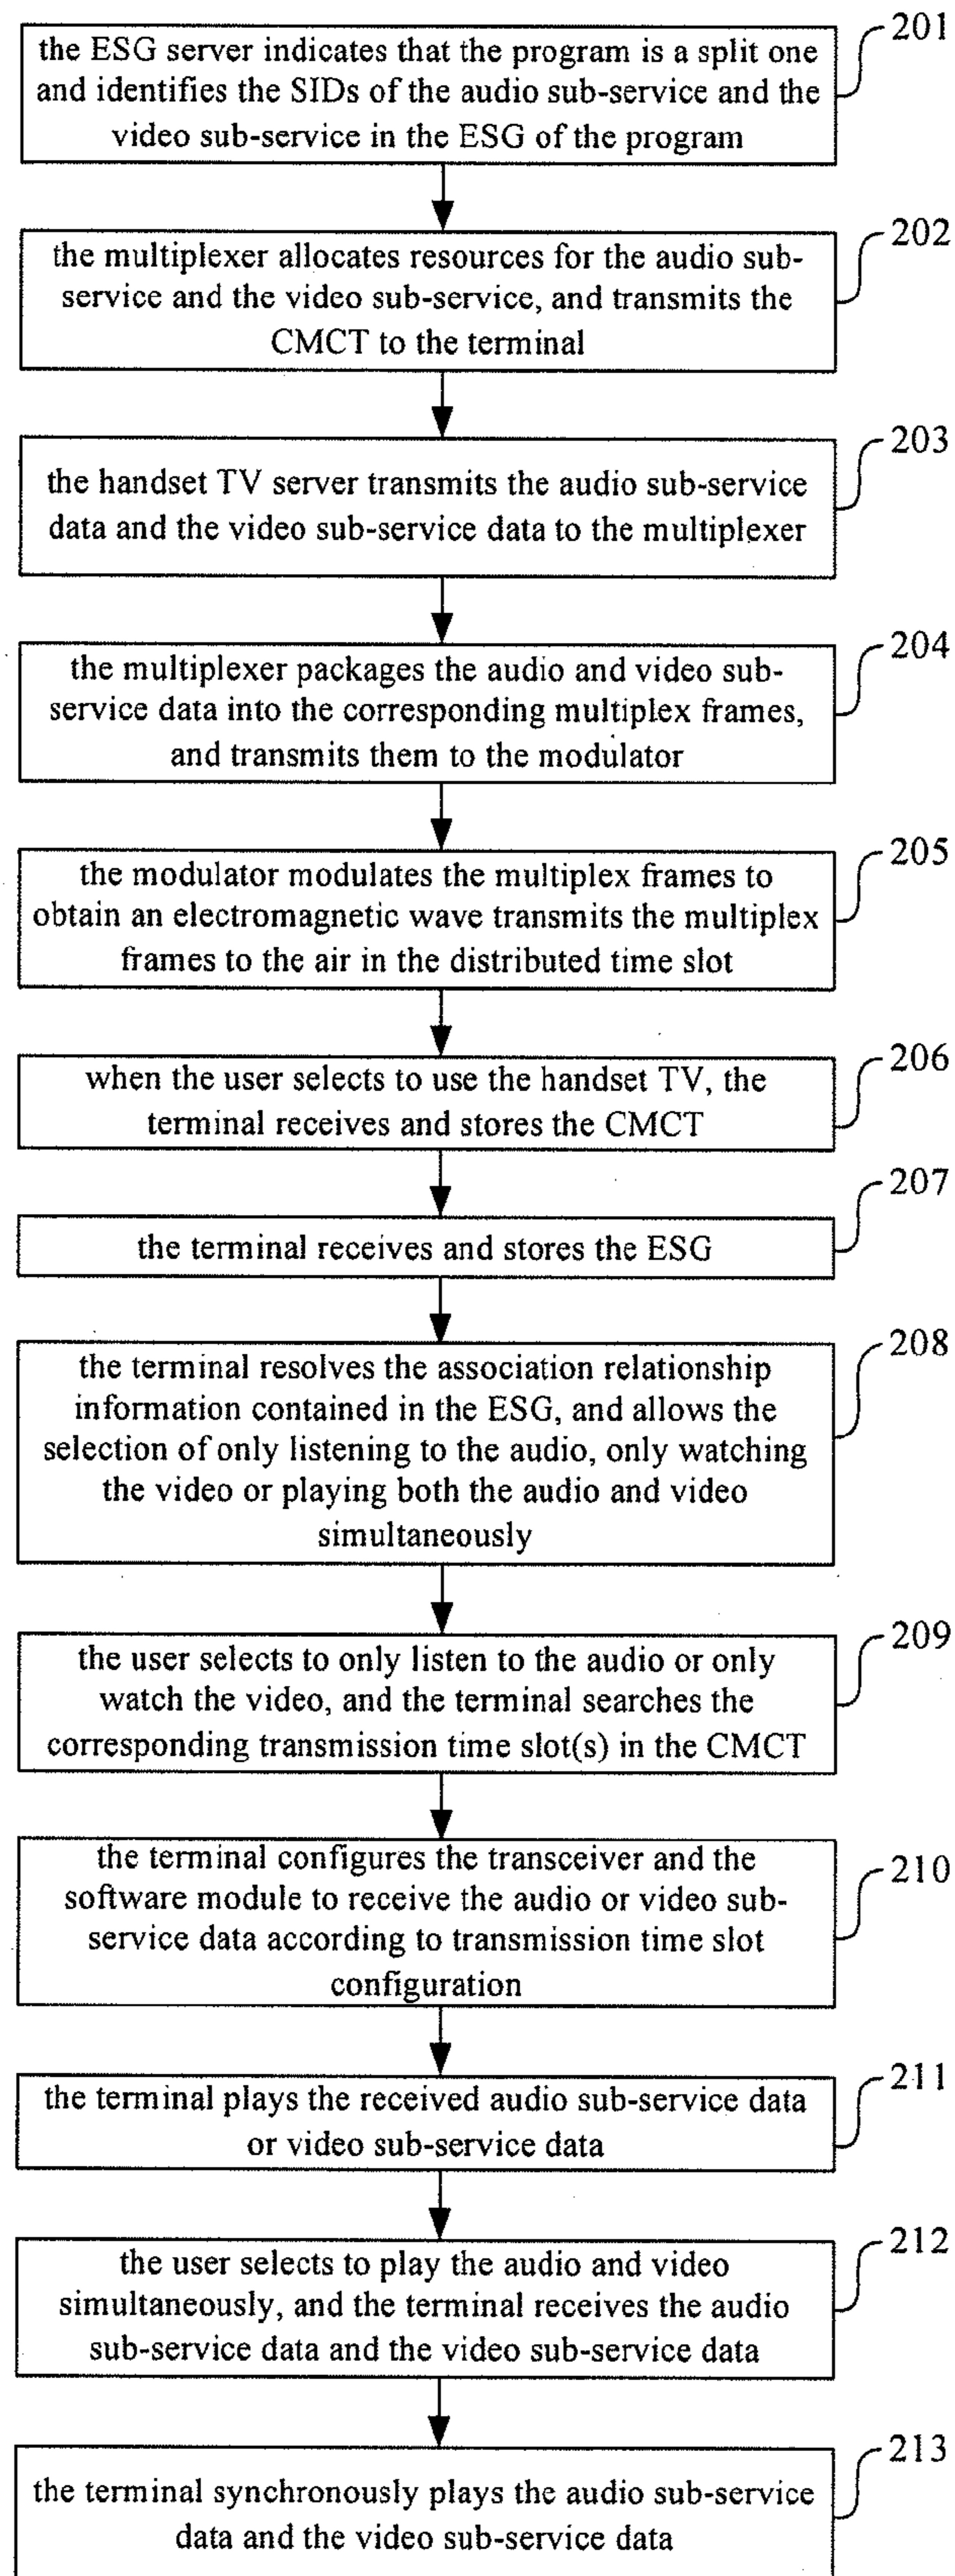 201
the ESG server indicates that the program is a split one
and identifies the SIDs of the audio sub-service and the
video sub-service in the ESG of the program
202
the multiplexer allocates resources for the audio sub-
service and the video sub-service, and transmits the
CMCT to the terminal
203
the handset TV server transmits the audio sub-service
data and the video sub-service data to the multiplexer
204
the multiplexer packages the audio and video sub-
service data into the corresponding multiplex frames,
and transmits them to the modulator
205
the modulator modulates the multiplex frames to
obtain an electromagnetic wave transmits the multiplex
frames to the air in the distributed time slot
206
when the user selects to use the handset TV, the
terminal receives and stores the CMCT
207
the terminal receives and stores the ESG
208
the terminal resolves the association relationship
information contained in the ESG, and allows the
selection of only listening to the audio, only watching
the video or playing both the audio and video
simultaneously
209
the user selects to only listen to the audio or only
watch the video, and the terminal searches the
corresponding transmission time slot(s) in the CMCT
210
the terminal configures the transceiver and the
software module to receive the audio or video sub-
service data according to transmission time slot
configuration
211
the terminal plays the received audio sub-service data
or video sub-service data
212
the user selects to play the audio and video
simultaneously, and the terminal receives the audio
sub-service data and the video sub-service data
213
the terminal synchronously plays the audio sub-service
data and the video sub-service data